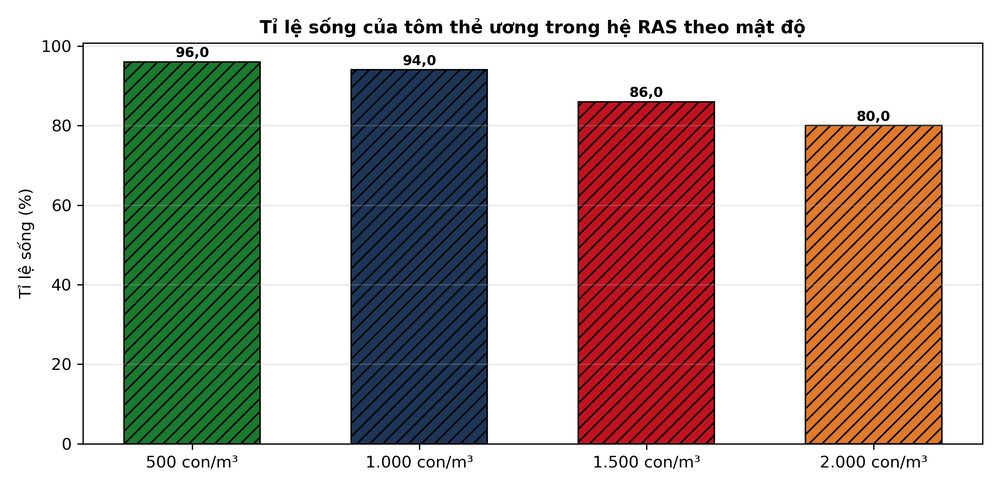 Tỉ lệ sống của tôm thẻ ương trong hệ RAS theo mật độ
Tỉ lệ sống (%)
100
80
60
40
20
0
96,0
94,0
86,0
80,0
500 con/m³
1.000 con/m³
1.500 con/m³
2.000 con/m³